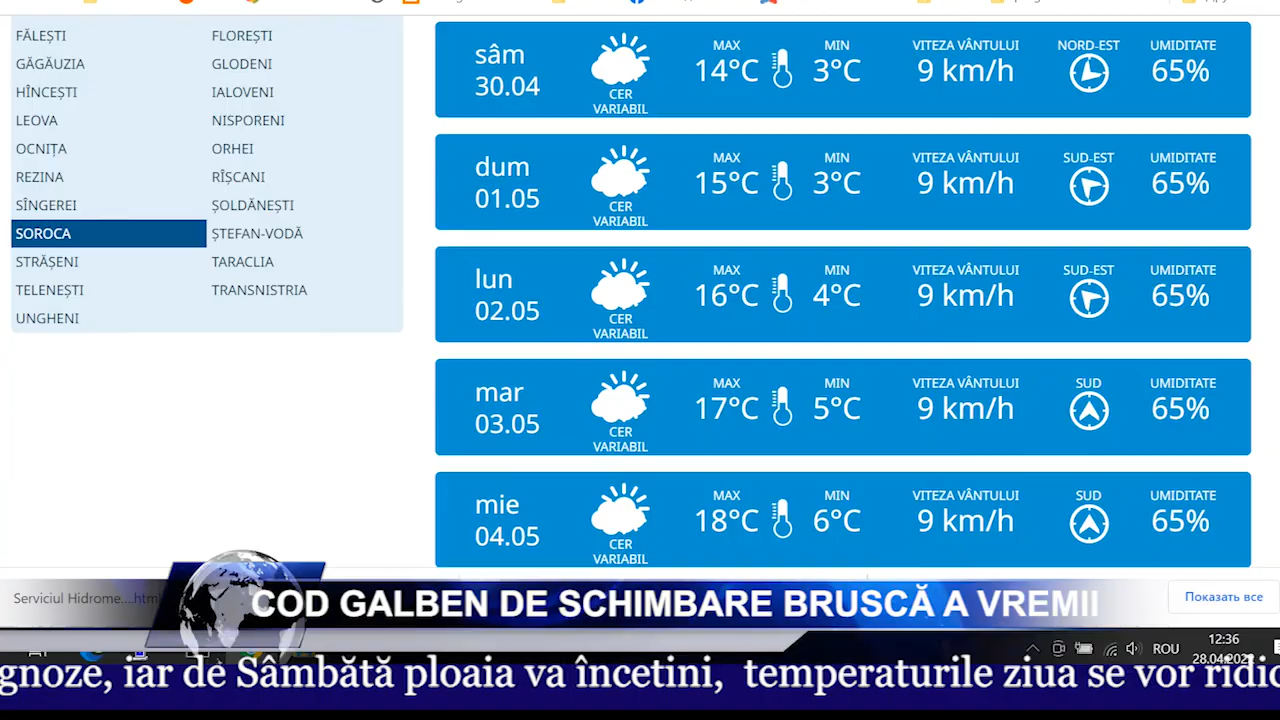 FĂLEȘTI FLOREȘTI
GĂGĂUZIA GLODENI
HÎNCEȘTI IALOVENI
LEOVA NISPORENI
OCNIȚA ORHEI
REZINA RÎȘCANI
SÎNGEREI ȘOLDĂNEȘTI
SOROCA ȘTEFAN-VODĂ
STRĂȘENI TARACLIA
TELENEȘTI TRANSNISTRIA
UNGHENI
sâm
30.04
CER
VARIABIL
MAX
14°C
MIN
3°C
VITEZA VÂNTULUI
9 km/h
NORD-EST
UMIDITATE
65%
dum
01.05
CER
VARIABIL
MAX
15°C
MIN
3°C
VITEZA VÂNTULUI
9 km/h
SUD-EST
UMIDITATE
65%
lun
02.05
CER
VARIABIL
MAX
16°C
MIN
4°C
VITEZA VÂNTULUI
9 km/h
SUD-EST
UMIDITATE
65%
mar
03.05
CER
VARIABIL
MAX
17°C
MIN
5°C
VITEZA VÂNTULUI
9 km/h
SUD
UMIDITATE
65%
mie
04.05
CER
VARIABIL
MAX
18°C
MIN
6°C
VITEZA VÂNTULUI
9 km/h
SUD
UMIDITATE
65%
Serviciul Hidrome....html
COD GALBEN DE SCHIMBARE BRUSCĂ A VREMII
Показать все
ROU
12:36
28.04.2022
gnoze, iar de Sâmbătă ploaia va încetini, temperaturile ziua se vor ridic